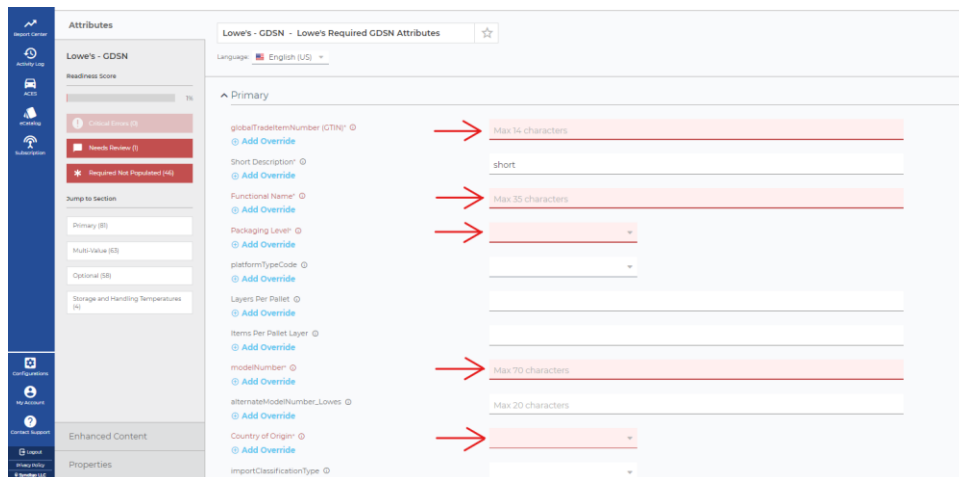 Report Center
Activity Log
ACES
eCatalog
Subscription
Configurations
My Account
Contact Support
Logout
Privacy Policy
© Syndigo LLC
Attributes
Lowe's - GDSN
Readiness Score
1%
Critical Errors (0)
Needs Review (1)
Required Not Populated (46)
Jump to Section
Primary (81)
Multi-Value (63)
Optional (58)
Storage and Handling Temperatures
(4)
Enhanced Content
Properties
Lowe's - GDSN - Lowe's Required GDSN Attributes
Language: English (US)
Primary
globalTradeItemNumber (GTIN)*
Max 14 characters
Add Override
Short Description*
short
Add Override
Functional Name*
Max 35 characters
Add Override
Packaging Level*
Add Override
platformTypeCode
Add Override
Layers Per Pallet
Add Override
Items Per Pallet Layer
Add Override
modelNumber*
Max 70 characters
Add Override
alternateModelNumber_Lowes
Max 20 characters
Add Override
Country of Origin*
Add Override
importClassificationType